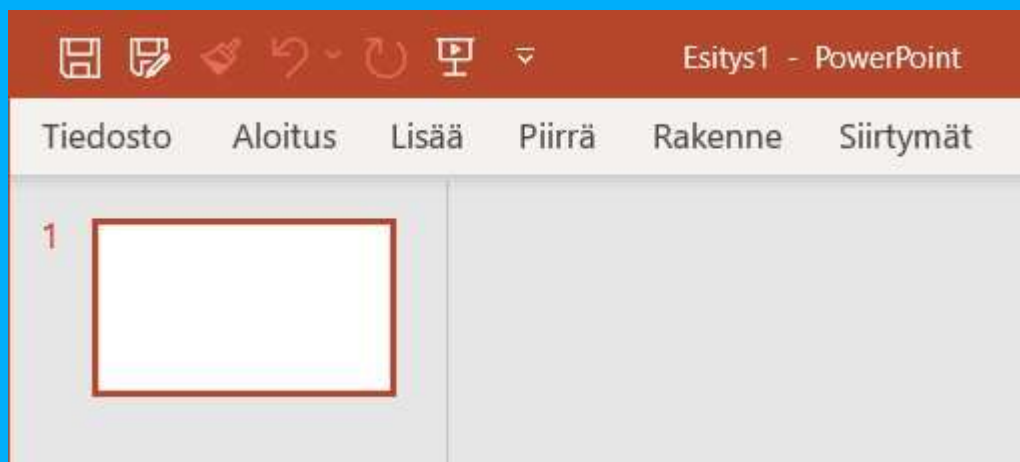 Esitys1 - PowerPoint
Tiedosto Aloitus Lisää Piirrä Rakenne Siirtymät
1